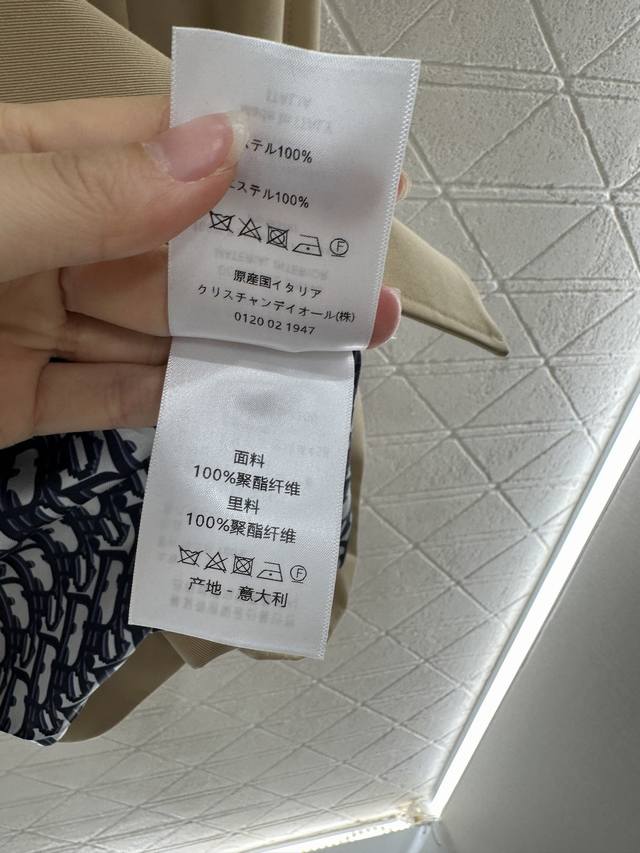 ステル100%
エステル100%
F
原産国イタリア
クリスチャンディオール(株)
0120 02 1947
面料
100%聚酯纤维
里料
100%聚酯纤维
F
产地 - 意大利